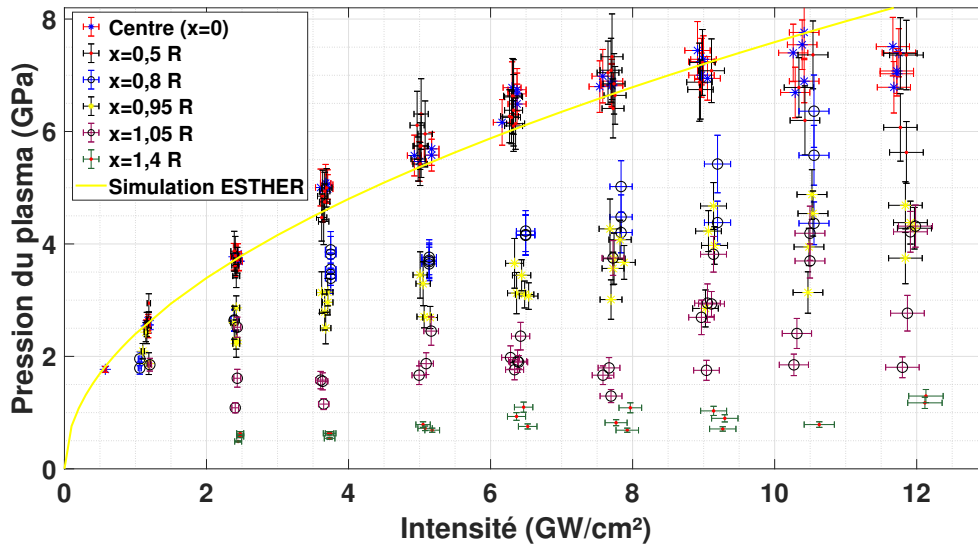 Pression du plasma (GPa)
8
6
4
2
0
Centre (x=0)
x=0,5 R
x=0,8 R
x=0,95 R
x=1,05 R
x=1,4 R
Simulation ESTHER
0 2 4 6 8 10 12
Intensité (GW/cm²)